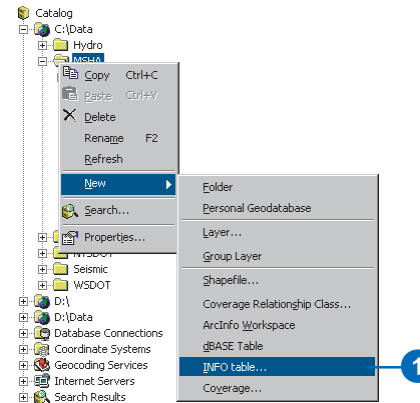 Catalog
C:\Data
Hydro
MSHA
Copy Ctrl+C
Paste Ctrl+V
Delete
Rename F2
Refresh
New
Search...
Properties...
Folder
Personal Geodatabase
Layer...
Group Layer
Shapefile...
Coverage Relationship Class...
ArcInfo Workspace
dBASE Table
INFO table...
1
Coverage...
NYSDOT
Seismic
WSDOT
D:\
D:\Data
Database Connections
Coordinate Systems
Geocoding Services
Internet Servers
Search Results